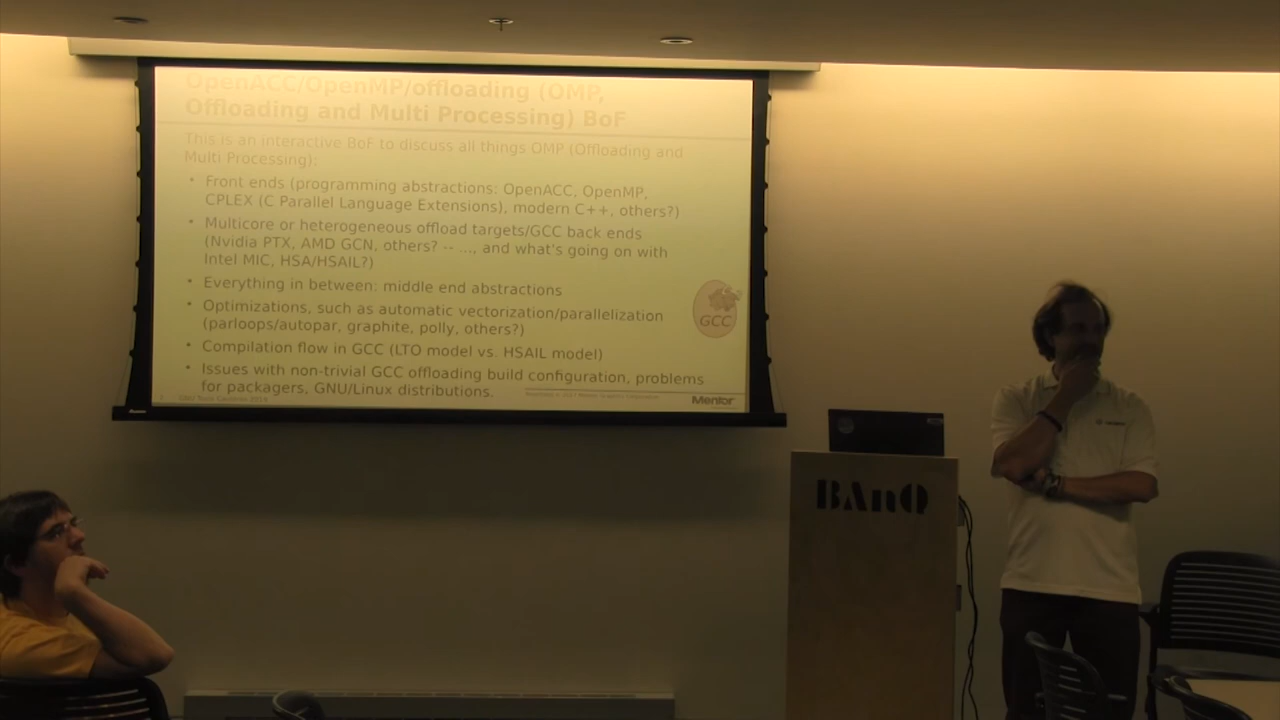 OpenACC/OpenMP/offloading (OMP,
Offloading and Multi Processing) BoF
This is an interactive BoF to discuss all things OMP (Offloading and
Multi Processing):
• Front ends (programming abstractions: OpenACC, OpenMP,
CPLEX (C Parallel Language Extensions), modern C++, others?)
• Multicore or heterogeneous offload targets/GCC back ends
(Nvidia PTX, AMD GCN, others? -- ..., and what's going on with
Intel MIC, HSA/HSAIL?)
• Everything in between: middle end abstractions
• Optimizations, such as automatic vectorization/parallelization
(parloops/autopar, graphite, polly, others?)
• Compilation flow in GCC (LTO model vs. HSAIL model)
• Issues with non-trivial GCC offloading build configuration, problems
for packagers, GNU/Linux distributions.
GCC
GNU Tools Cauldron 2019
Mentor
BAnQ